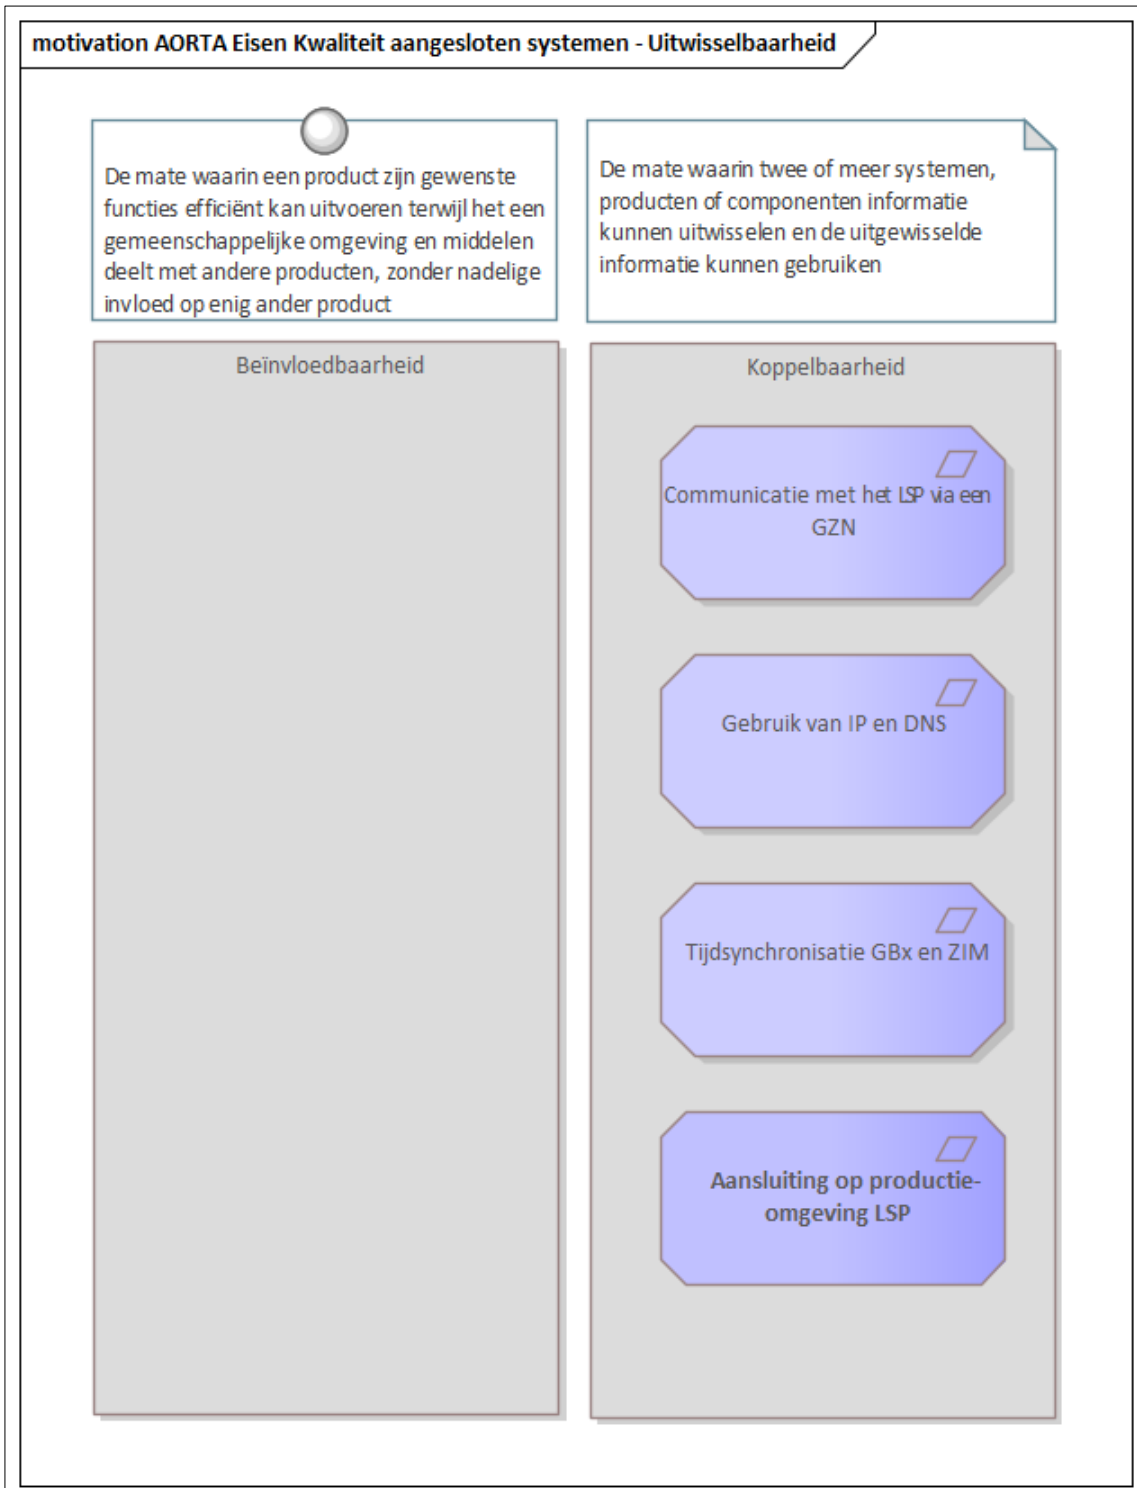 motivation AORTA Eisen Kwaliteit aangesloten systemen - Uitwisselbaarheid
De mate waarin een product zijn gewenste
functies efficiënt kan uitvoeren terwijl het een
gemeenschappelijke omgeving en middelen
deelt met andere producten, zonder nadelige
invloed op enig ander product
De mate waarin twee of meer systemen,
producten of componenten informatie
kunnen uitwisselen en de uitgewisselde
informatie kunnen gebruiken
Beïnvloedbaarheid
Koppelbaarheid
Communicatie met het LSP via een
GZN
Gebruik van IP en DNS
Tijdsynchronisatie GBx en ZIM
Aansluiting op productie-
omgeving LSP